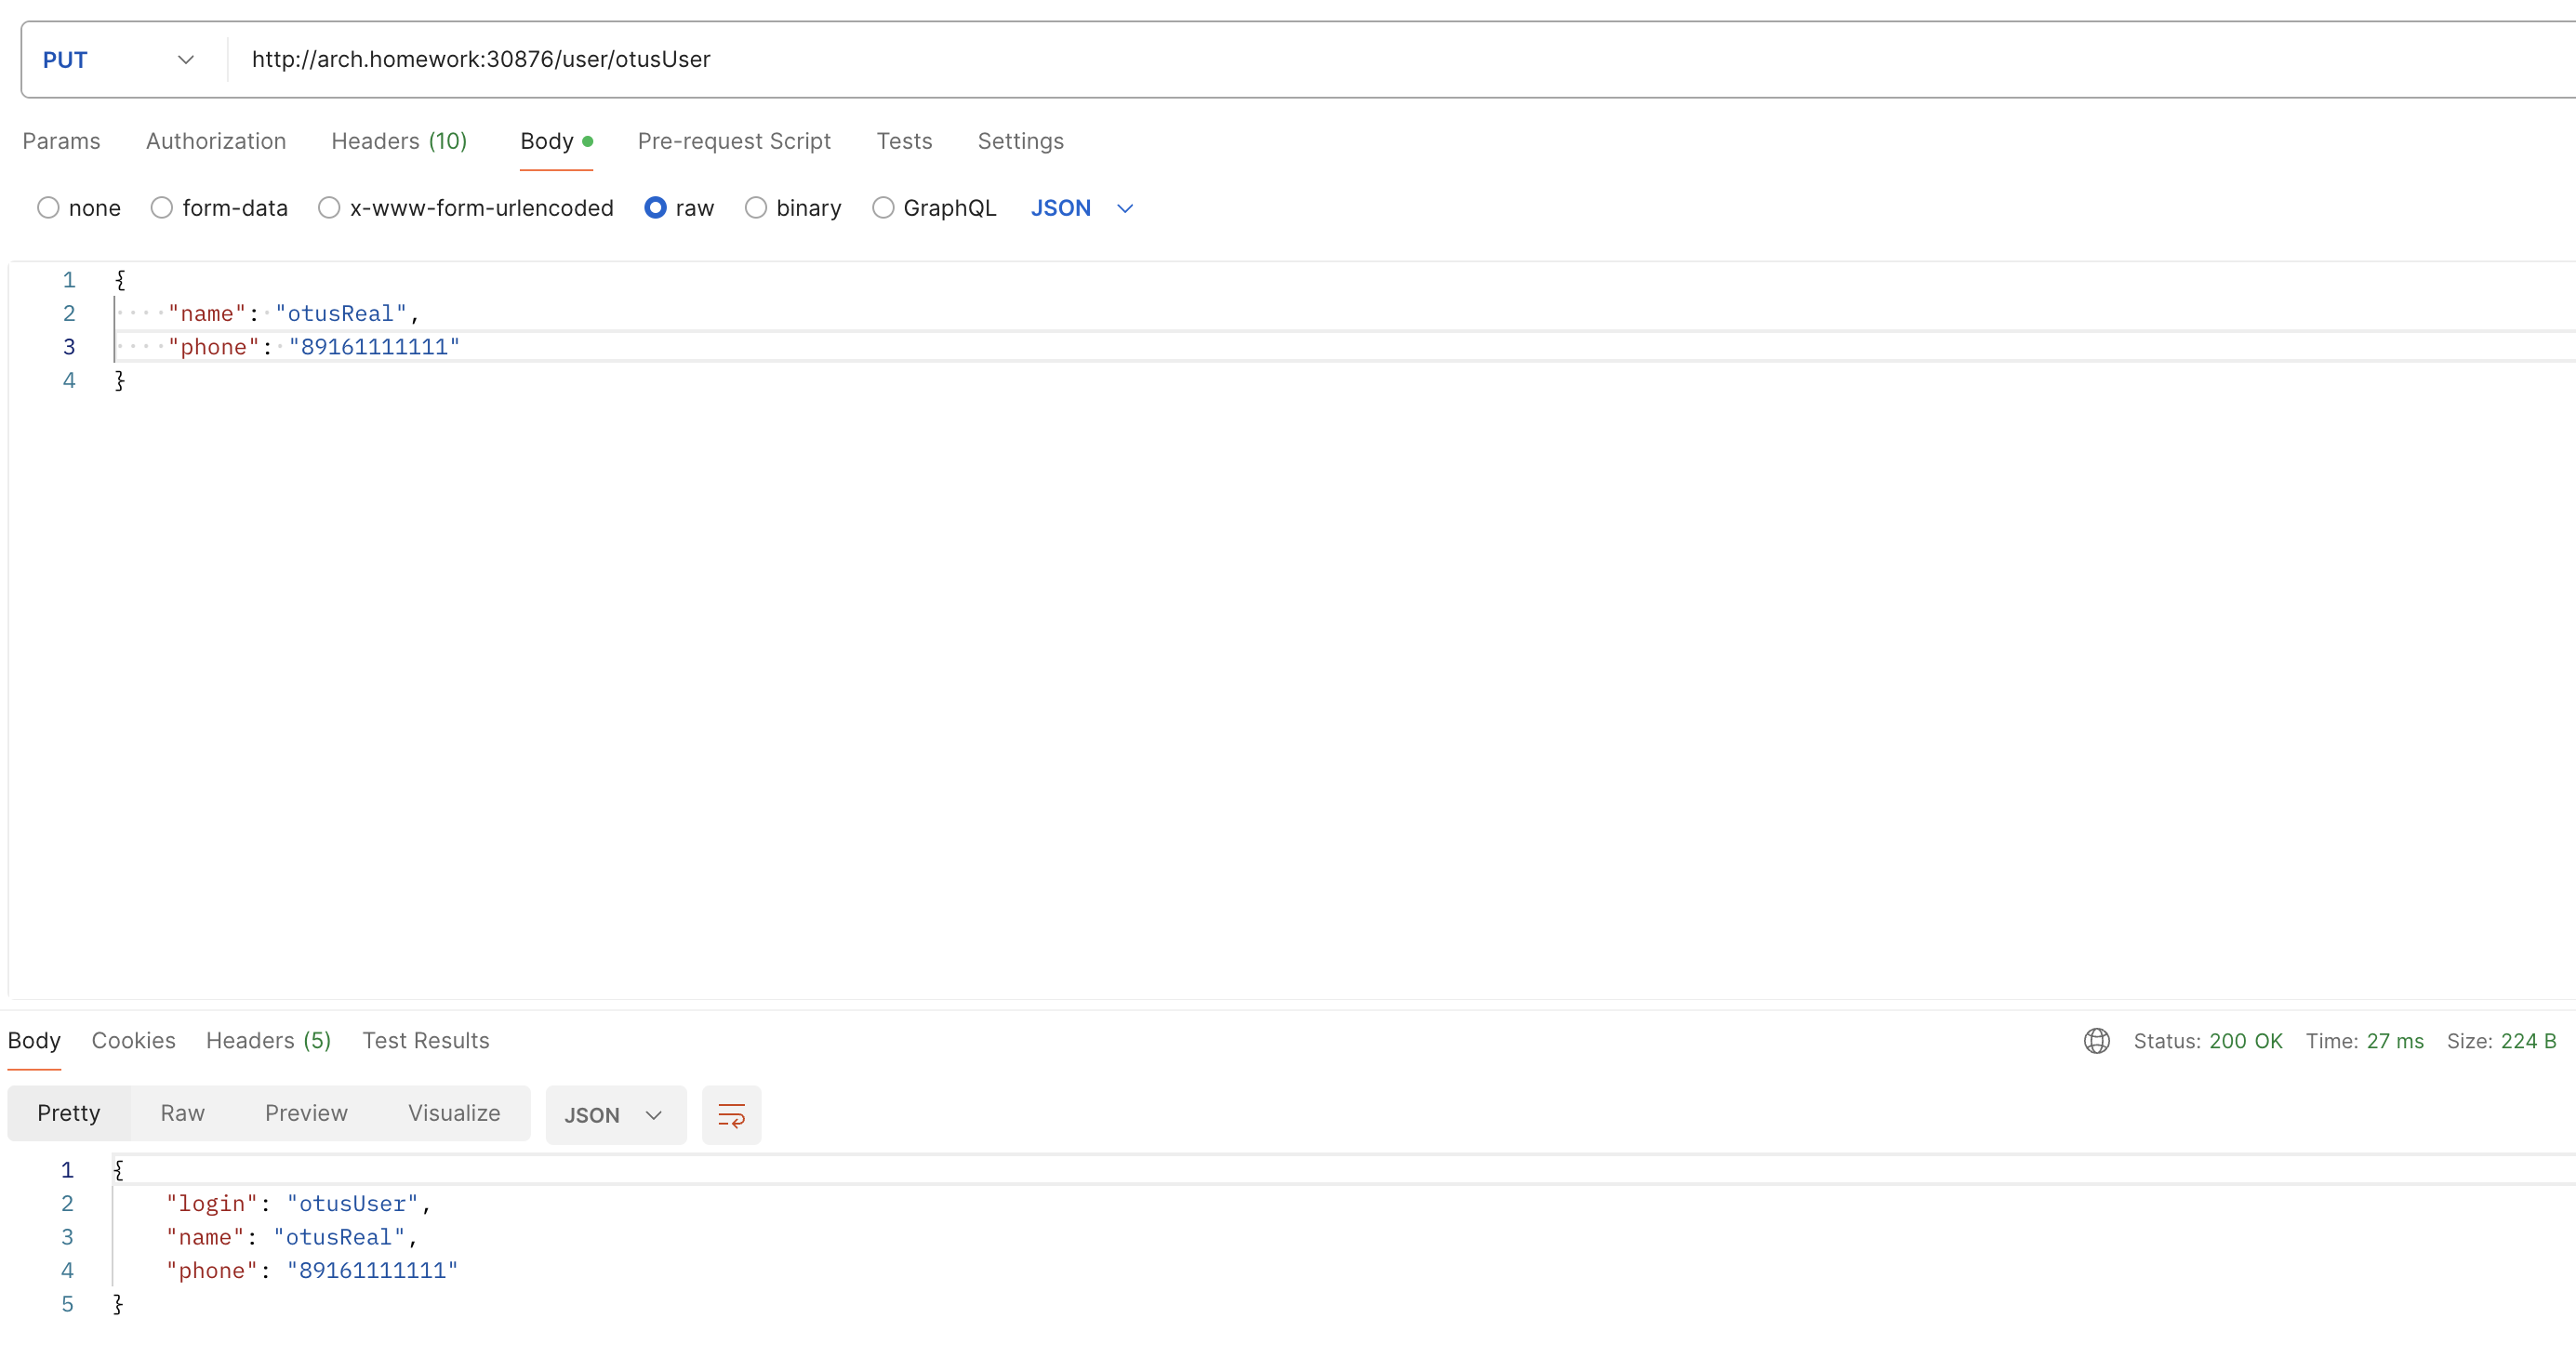 PUT http://arch.homework:30876/user/otusUser
Params Authorization Headers (10) Body Pre-request Script Tests Settings
none form-data x-www-form-urlencoded raw binary GraphQL JSON
1 {
2 "name": "otusReal",
3 "phone": "89161111111"
4 }
Body Cookies Headers (5) Test Results Status: 200 OK Time: 27 ms Size: 224 B
Pretty Raw Preview Visualize JSON
1 {
2 "login": "otusUser",
3 "name": "otusReal",
4 "phone": "89161111111"
5 }